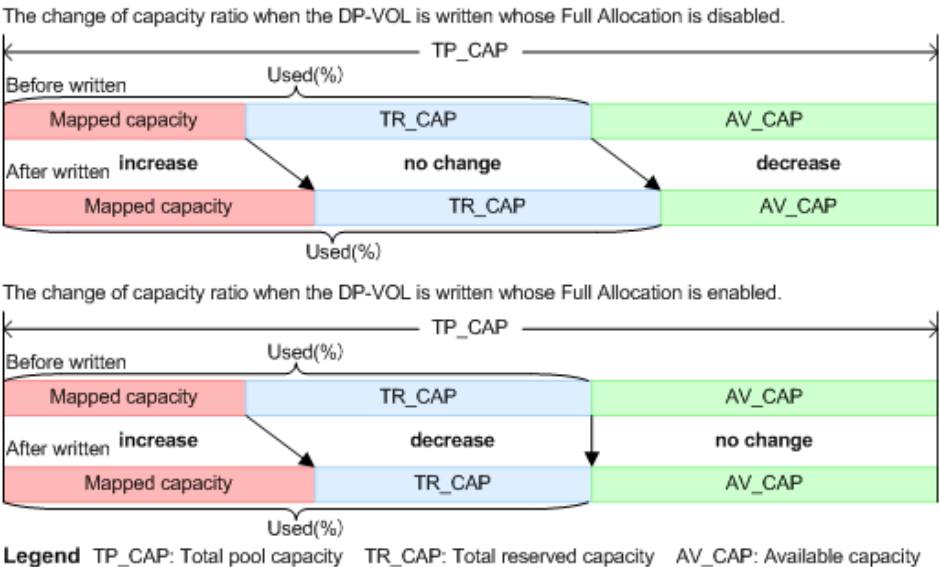 The change of capacity ratio when the DP-VOL is written whose Full Allocation is disabled.
TP_CAP
Used(%)
Before written
Mapped capacity TR_CAP AV_CAP
After written increase no change decrease
Mapped capacity TR_CAP AV_CAP
Used(%)
The change of capacity ratio when the DP-VOL is written whose Full Allocation is enabled.
TP_CAP
Used(%)
Before written
Mapped capacity TR_CAP AV_CAP
After written increase decrease no change
Mapped capacity TR_CAP AV_CAP
Used(%)
Legend TP_CAP: Total pool capacity TR_CAP: Total reserved capacity AV_CAP: Available capacity